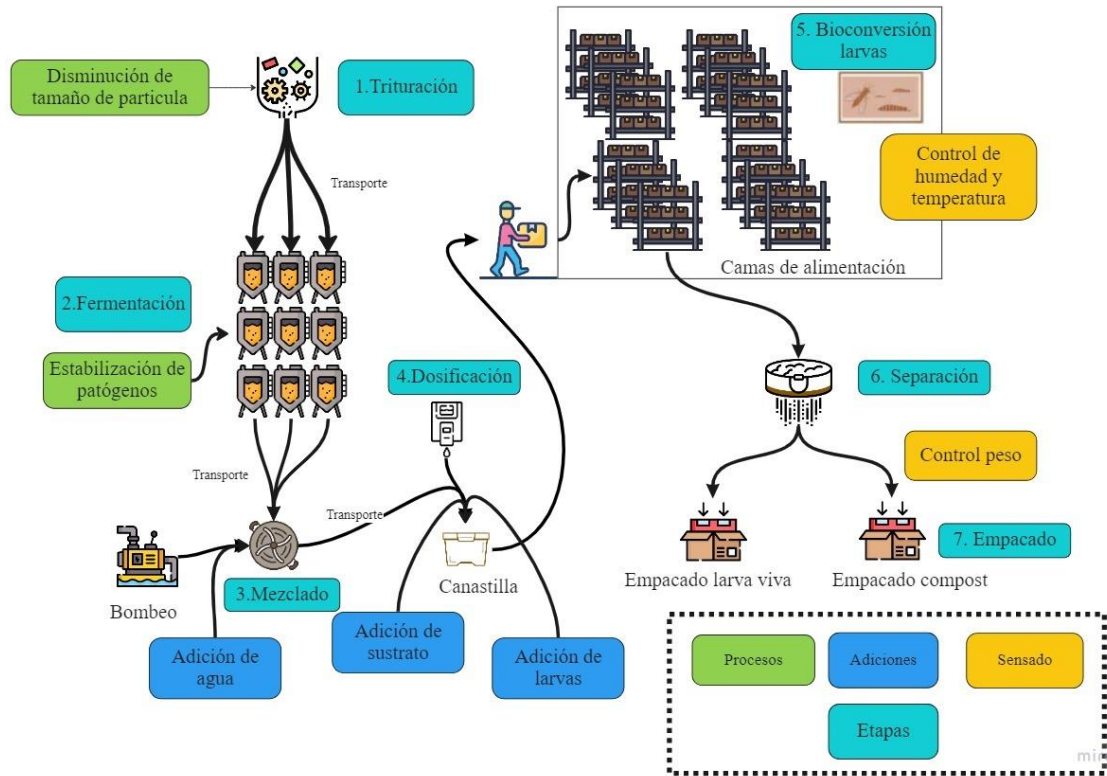 Disminución de
tamaño de particula
1.Trituración
Transporte
2.Fermentación
Estabilización de
patógenos
Transporte
Bombeo
3.Mezclado
Adición de
agua
Transporte
4.Dosificación
Canastilla
Adición de
sustrato
Adición de
larvas
5. Bioconversión
larvas
Control de
humedad y
temperatura
Camas de alimentación
6. Separación
Control peso
7. Empacado
Empacado larva viva
Empacado compost
Procesos
Adiciones
Sensado
Etapas